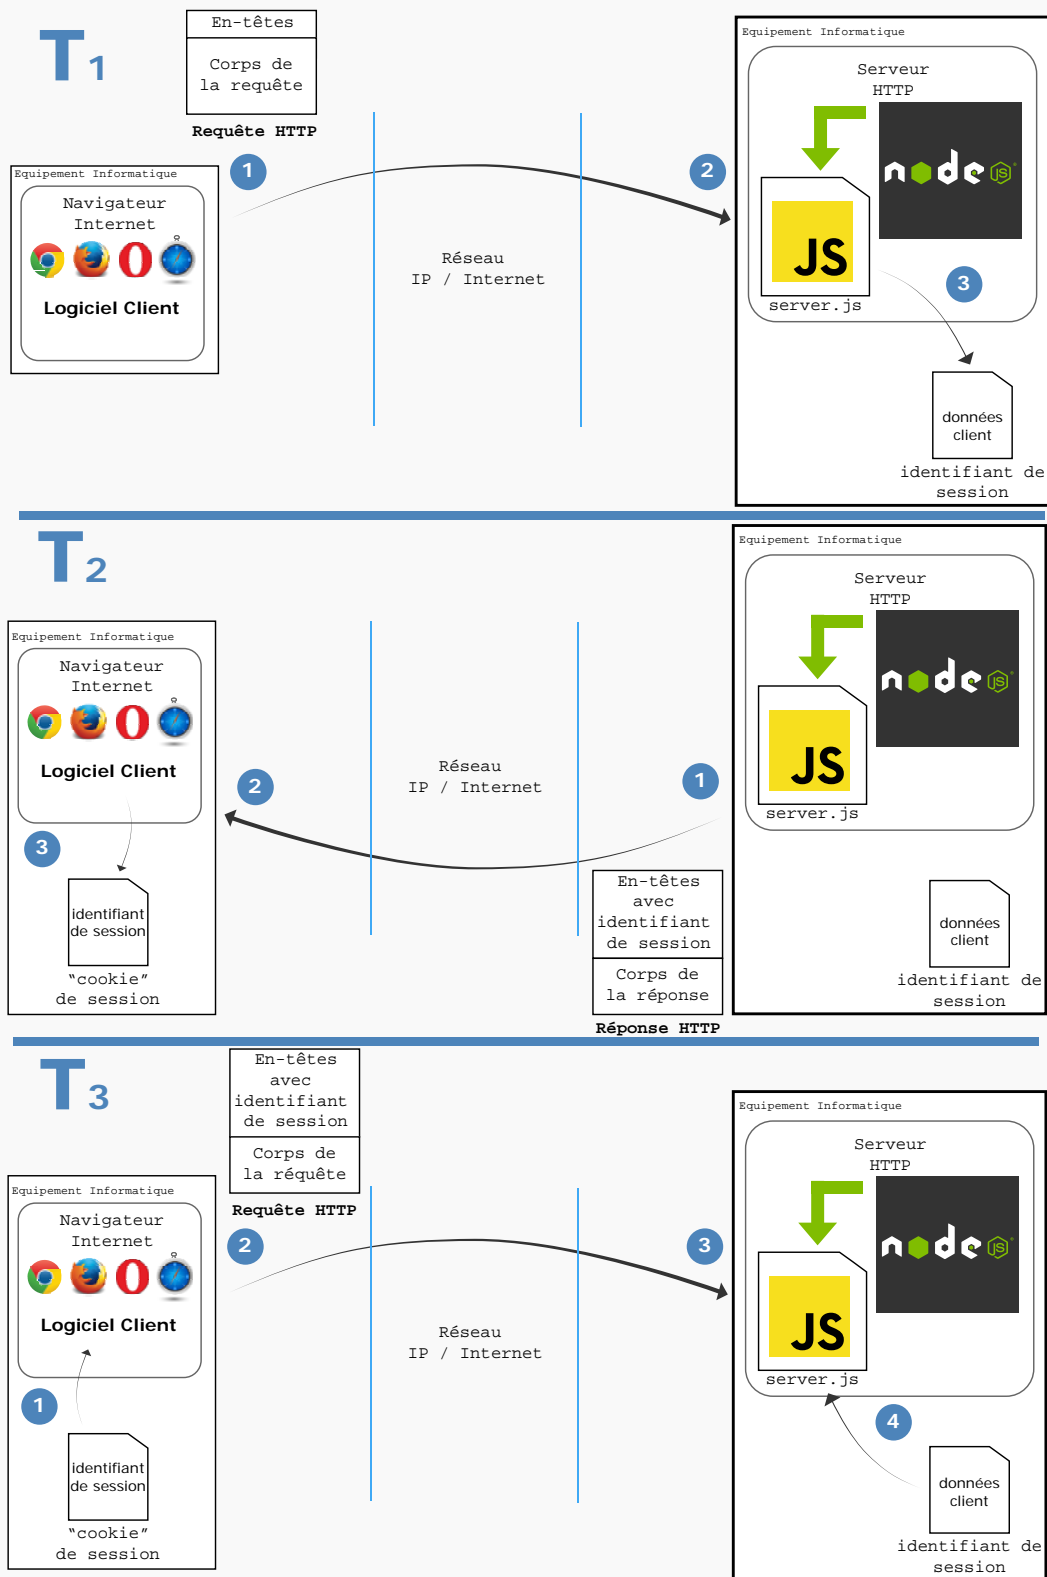 T1
En-têtes
Corps de
la requête
Requête HTTP
1
2
Equipement Informatique
Navigateur
Internet
Logiciel Client
Réseau
IP / Internet
Equipement Informatique
Serveur
HTTP
node JS
JS
server.js
3
données
client
identifiant de
session
T2
Equipement Informatique
Navigateur
Internet
Logiciel Client
3
identifiant
de session
“cookie”
de session
2
Réseau
IP / Internet
1
En-têtes
avec
identifiant
de session
Corps de
la réponse
Réponse HTTP
Equipement Informatique
Serveur
HTTP
node JS
JS
server.js
données
client
identifiant de
session
T3
En-têtes
avec
identifiant
de session
Corps de
la réquête
Requête HTTP
2
3
Equipement Informatique
Navigateur
Internet
Logiciel Client
1
identifiant
de session
“cookie”
de session
Réseau
IP / Internet
Equipement Informatique
Serveur
HTTP
node JS
JS
server.js
4
données
client
identifiant de
session